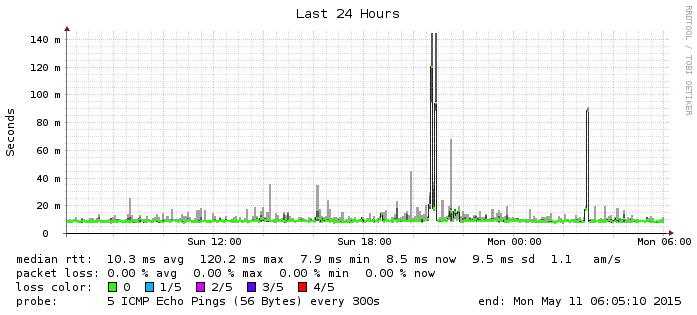 Last 24 Hours
RRDTOOL / TOBI OETIKER
Seconds
140 m
120 m
100 m
80 m
60 m
40 m
20 m
0
Sun 12:00 Sun 18:00 Mon 00:00 Mon 06:00
median rtt: 10.3 ms avg 120.2 ms max 7.9 ms min 8.5 ms now 9.5 ms sd 1.1 am/s
packet loss: 0.00 % avg 0.00 % max 0.00 % min 0.00 % now
loss color: 0 1/5 2/5 3/5 4/5
probe: 5 ICMP Echo Pings (56 Bytes) every 300s end: Mon May 11 06:05:10 2015